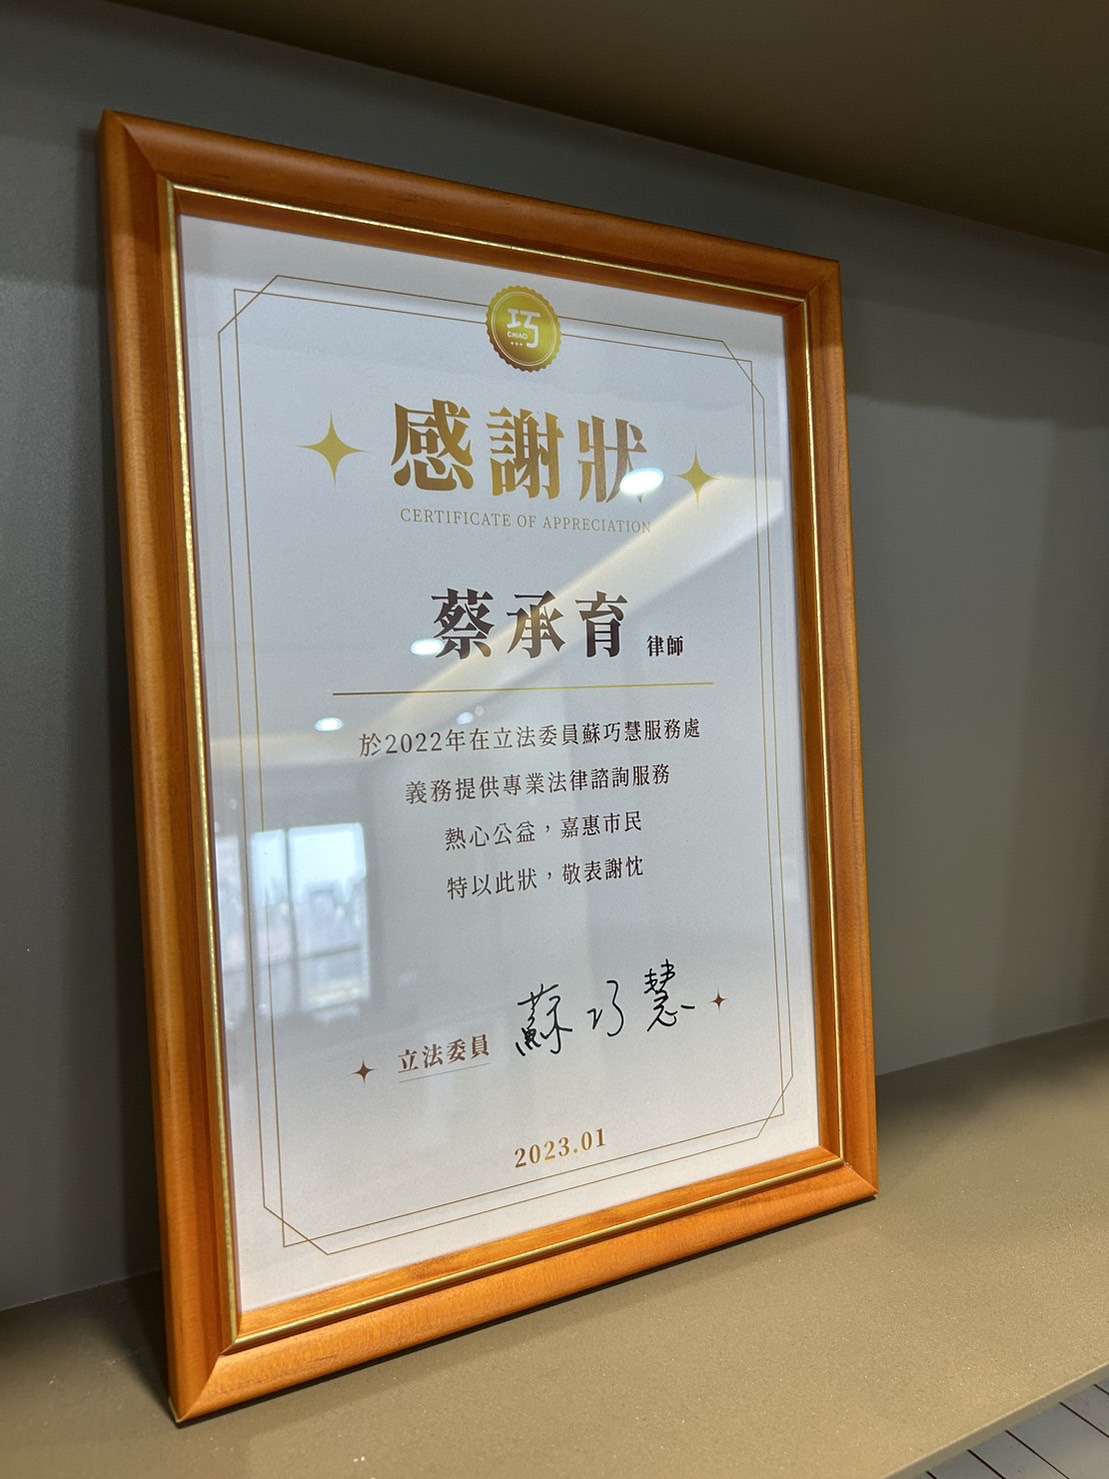 巧
CHIAO
感謝狀
CERTIFICATE OF APPRECIATION
蔡承育 律師
於2022年在立法委員蘇巧慧服務處
義務提供專業法律諮詢服務
熱心公益，嘉惠市民
特以此狀，敬表謝忱
立法委員 蘇巧慧
2023.01